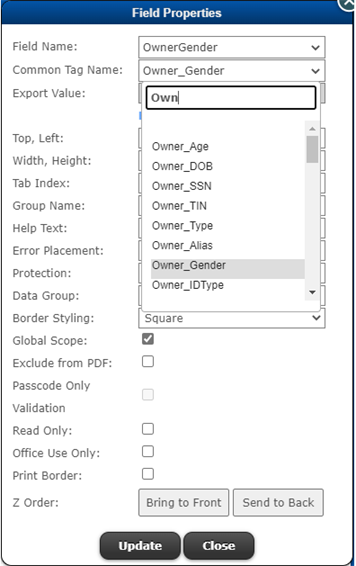 Field Properties
Field Name: OwnerGender
Common Tag Name: Owner_Gender
Export Value:
Own
Owner_Age
Top, Left:
Owner_DOB
Width, Height:
Owner_SSN
Tab Index:
Owner_TIN
Group Name:
Owner_Type
Help Text:
Owner_Alias
Error Placement:
Owner_Gender
Protection:
Owner_IDType
Data Group:
Border Styling: Square
Global Scope:
Exclude from PDF:
Passcode Only
Validation
Read Only:
Office Use Only:
Print Border:
Z Order: Bring to Front Send to Back
Update Close